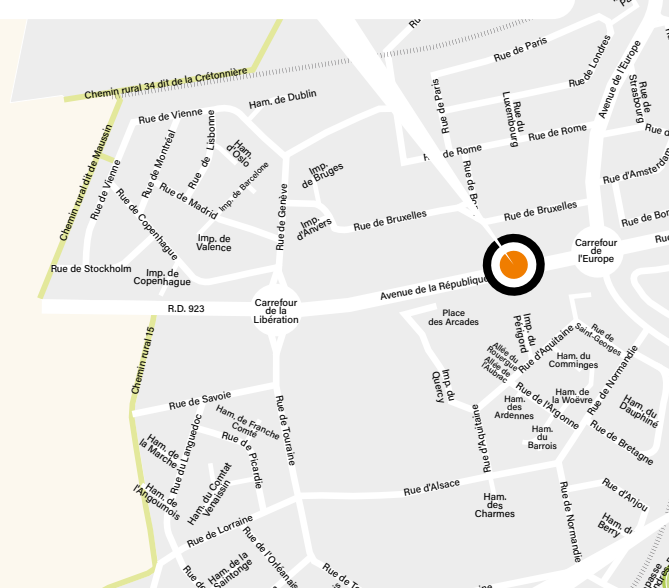 Ru
Rue de Paris
Rue de Londres
Avenue de l'Europe
Chemin rural 34 dit de la Crétonnière
Ham. de Dublin
Rue de Paris
Rue du
Luxembourg
Rue de
Strasbourg
Rue de Vienne
Rue de Rome
Rue d
Chemin rural dit de Maussin
Rue de Montréal
Rue de Lisbonne
Ham.
d'Oslo
de Rome
Imp.
de Bruges
Imp. de Barcelone
Rue d'Amsterdam
Rue de Vienne
Rue de Madrid
Rue de Copenhague
Rue de Genève
Imp.
d'Anvers
Rue de Bruxelles
Rue de Bruxelles
Rue de Bor
Imp. de
Valence
Carrefour
de
l'Europe
Rue
Rue de Stockholm
Imp. de
Copenhague
Avenue de la République
R.D. 923
Carrefour
de la
Libération
Place
des Arcades
Imp. du
Périgord
Rue de
Saint-Georges
Chemin rural 15
Rue d'Aquitaine
Allée du
Rouergue
Allée de
l'Aubrac
Ham. du
Comminges
Rue de Normandie
Imp. du
Quercy
Rue de Savoie
Ham.
des
Ardennes
Rue de l'Argonne
Ham. de
la Woëvre
Ham. du
Dauphiné
Ham. de Franche
Comté
Rue de Picardie
Rue de Touraine
Rue d'Aquitaine
Ham.
du
Barrois
Rue de Bretagne
Ham. de
la Marche
Rue du Languedoc
Ham. de
l'Angoumois
Ham. du Comtat
Venaissin
Rue d'Alsace
Ham.
des
Charmes
Rue de Normandie
Rue d'Anjou
Ham. du
Berry
Rue de Lorraine
Rue de l'Orléanais
Ham. de la
Saintonge